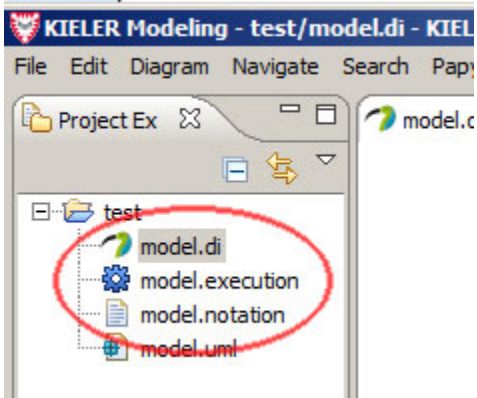 KIELER Modeling - test/model.di - KIEL
File Edit Diagram Navigate Search Papy
Project Ex
model.c
test
model.di
model.execution
model.notation
model.uml